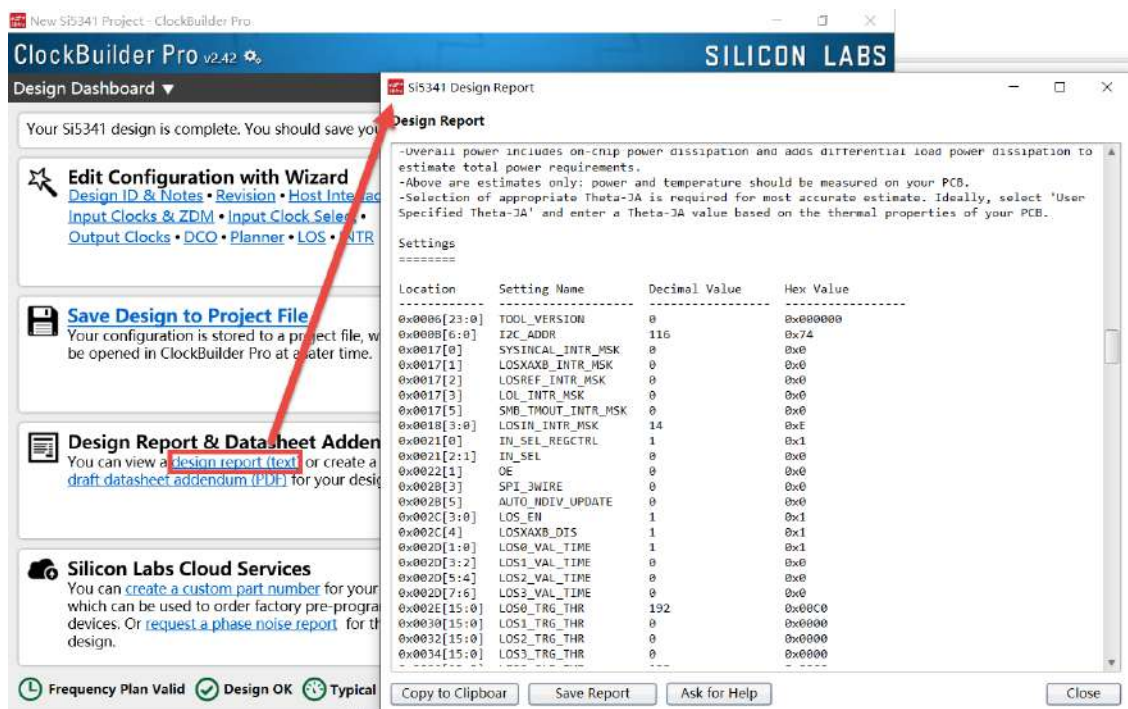 New Si5341 Project - ClockBuilder Pro
ClockBuilder Pro v2.42
SILICON LABS
Design Dashboard ▼
Your Si5341 design is complete. You should save you
Edit Configuration with Wizard
Design ID & Notes • Revision • Host Interfac
Input Clocks & ZDM • Input Clock Select •
Output Clocks • DCO • Planner • LOS • INTR
Save Design to Project File
Your configuration is stored to a project file, w
be opened in ClockBuilder Pro at a later time.
Design Report & Datasheet Adden
You can view a design report (text) or create a
draft datasheet addendum (PDF) for your desig
Silicon Labs Cloud Services
You can create a custom part number for your
which can be used to order factory pre-progra
devices. Or request a phase noise report for th
design.
Frequency Plan Valid Design OK Typical
Si5341 Design Report
Design Report
-Overall power includes on-chip power dissipation and adds differential load power dissipation to
estimate total power requirements.
-Above are estimates only: power and temperature should be measured on your PCB.
-Selection of appropriate Theta-JA is required for most accurate estimate. Ideally, select 'User
Specified Theta-JA' and enter a Theta-JA value based on the thermal properties of your PCB.
Settings
========
Location Setting Name Decimal Value Hex Value
------------ ------------------- ----------------- -----------------
0x0006[23:0] TOOL_VERSION 0 0x000000
0x000B[6:0] I2C_ADDR 116 0x74
0x0017[0] SYSINCAL_INTR_MSK 0 0x0
0x0017[1] LOSXAXB_INTR_MSK 0 0x0
0x0017[2] LOSREF_INTR_MSK 0 0x0
0x0017[3] LOL_INTR_MSK 0 0x0
0x0017[5] SMB_TMOUT_INTR_MSK 0 0x0
0x0018[3:0] LOSIN_INTR_MSK 14 0xE
0x0021[0] IN_SEL_REGCTRL 1 0x1
0x0021[2:1] IN_SEL 0 0x0
0x0022[1] OE 0 0x0
0x002B[3] SPI_3WIRE 0 0x0
0x002B[5] AUTO_NDIV_UPDATE 0 0x0
0x002C[3:0] LOS_EN 1 0x1
0x002C[4] LOSXAXB_DIS 1 0x1
0x002D[1:0] LOS0_VAL_TIME 1 0x1
0x002D[3:2] LOS1_VAL_TIME 0 0x0
0x002D[5:4] LOS2_VAL_TIME 0 0x0
0x002D[7:6] LOS3_VAL_TIME 0 0x0
0x002E[15:0] LOS0_TRG_THR 192 0x00C0
0x0030[15:0] LOS1_TRG_THR 0 0x0000
0x0032[15:0] LOS2_TRG_THR 0 0x0000
0x0034[15:0] LOS3_TRG_THR 0 0x0000
Copy to Clipboar Save Report Ask for Help Close